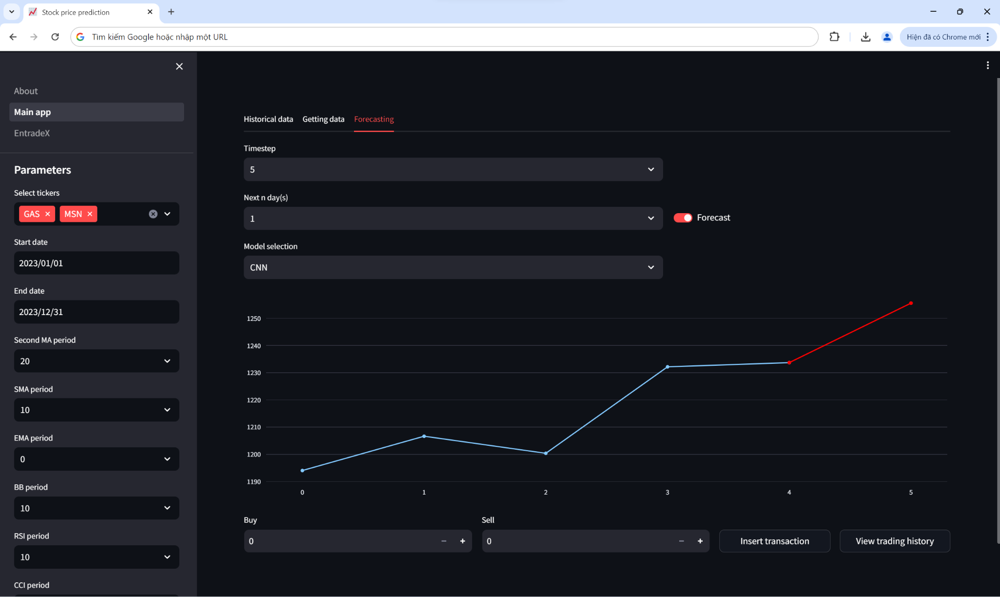 Stock price prediction
Tìm kiếm Google hoặc nhập một URL
Hiện đã có Chrome mới
About
Main app
EntradeX
Parameters
Select tickers
GAS MSN
Start date
2023/01/01
End date
2023/12/31
Second MA period
20
SMA period
10
EMA period
0
BB period
10
RSI period
10
CCI period
Historical data Getting data Forecasting
Timestep
5
Next n day(s)
1
Forecast
Model selection
CNN
1250
1240
1230
1220
1210
1200
1190
0 1 2 3 4 5
Buy Sell
0 0 Insert transaction View trading history